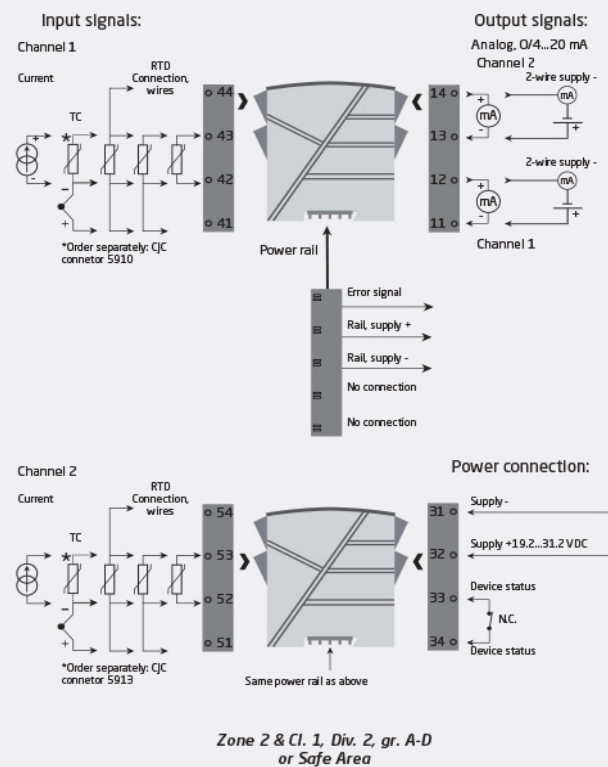 Input signals:
Output signals:
Channel 1
Analog, 0/4...20 mA
Channel 2
Current
RTD
Connection,
wires
TC
*
+
-
-
+
44
43
42
41
*Order separately: CJC
connetor 5910
Power rail
14
13
12
11
2-wire supply -
+
mA
-
mA
+
2-wire supply -
+
mA
-
mA
+
Channel 1
Error signal
Rail, supply +
Rail, supply -
No connection
No connection
Channel 2
Power connection:
Current
RTD
Connection,
wires
TC
*
-
+
54
53
52
51
*Order separately: CJC
connetor 5913
Same power rail as above
31
32
33
34
Supply -
Supply +19.2...31.2 VDC
Device status
N.C.
Device status
Zone 2 & Cl. 1, Div. 2, gr. A-D
or Safe Area